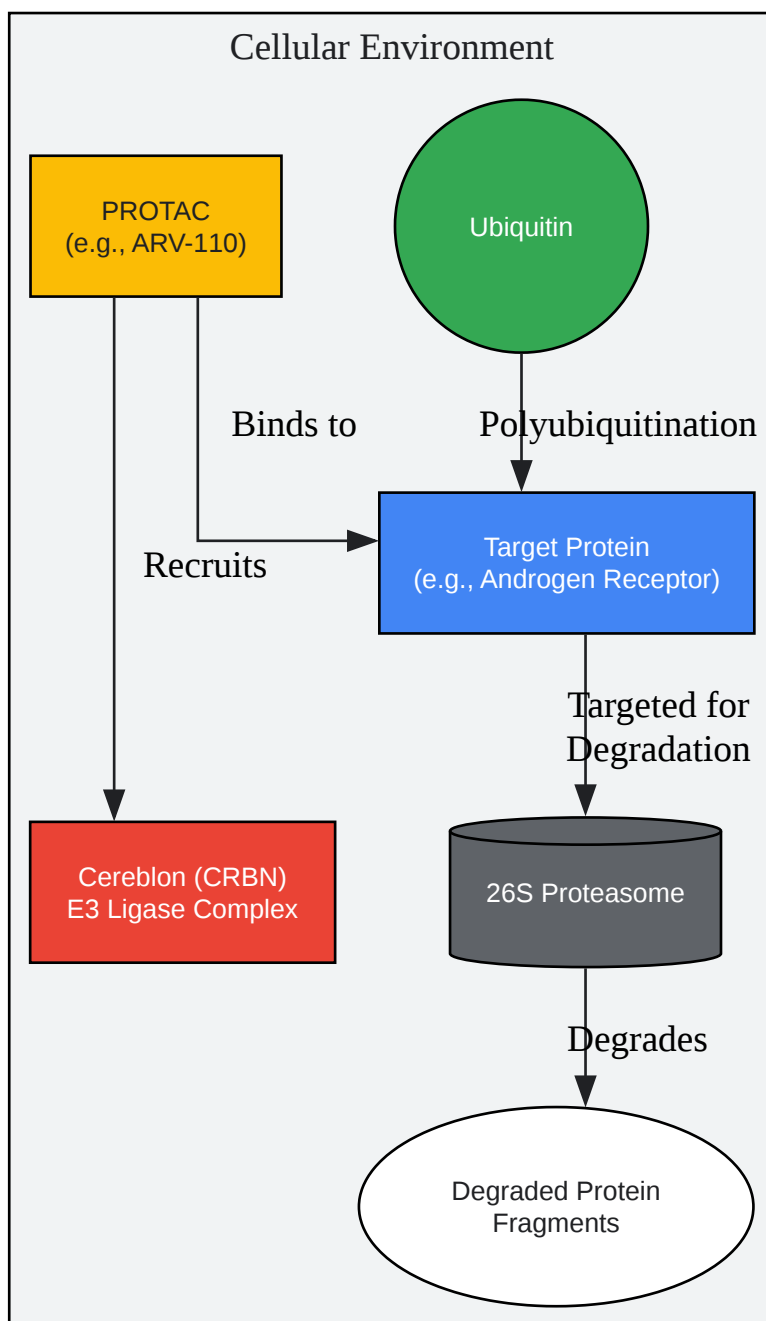 Cellular Environment
PROTAC
(e.g., ARV-110)
Ubiquitin
Binds to
Polyubiquitination
Target Protein
(e.g., Androgen Receptor)
Recruits
Targeted for
Degradation
Cereblon (CRBN)
E3 Ligase Complex
26S Proteasome
Degrades
Degraded Protein
Fragments